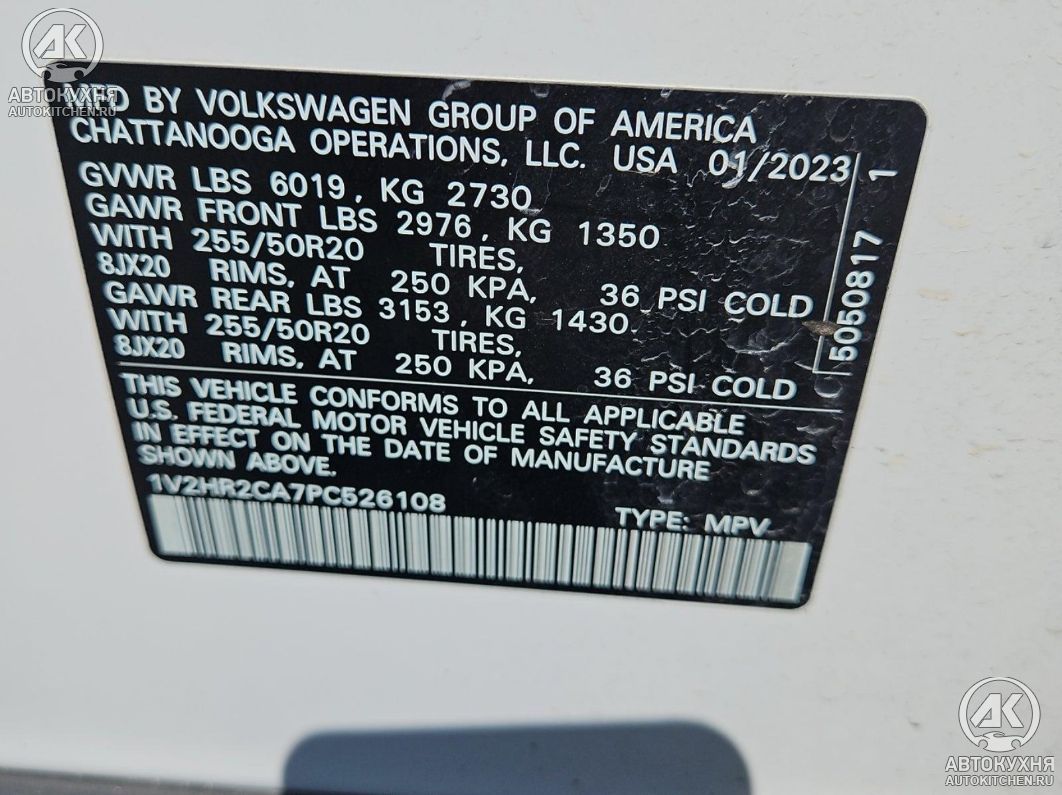 АК
АВТОКУХНЯ
AUTOKITCHEN.RU
MFD BY VOLKSWAGEN GROUP OF AMERICA
CHATTANOOGA OPERATIONS, LLC. USA 01/2023
GVWR LBS 6019, KG 2730
GAWR FRONT LBS 2976, KG 1350
WITH 255/50R20 TIRES,
8JX20 RIMS, AT 250 KPA, 36 PSI COLD
GAWR REAR LBS 3153, KG 1430.
WITH 255/50R20 TIRES,
8JX20 RIMS, AT 250 KPA, 36 PSI COLD
5050817 1
THIS VEHICLE CONFORMS TO ALL APPLICABLE
U.S. FEDERAL MOTOR VEHICLE SAFETY STANDARDS
IN EFFECT ON THE DATE OF MANUFACTURE
SHOWN ABOVE.
1V2HR2CA7PC526108 TYPE: MPV
АК
АВТОКУХНЯ
AUTOKITCHEN.RU